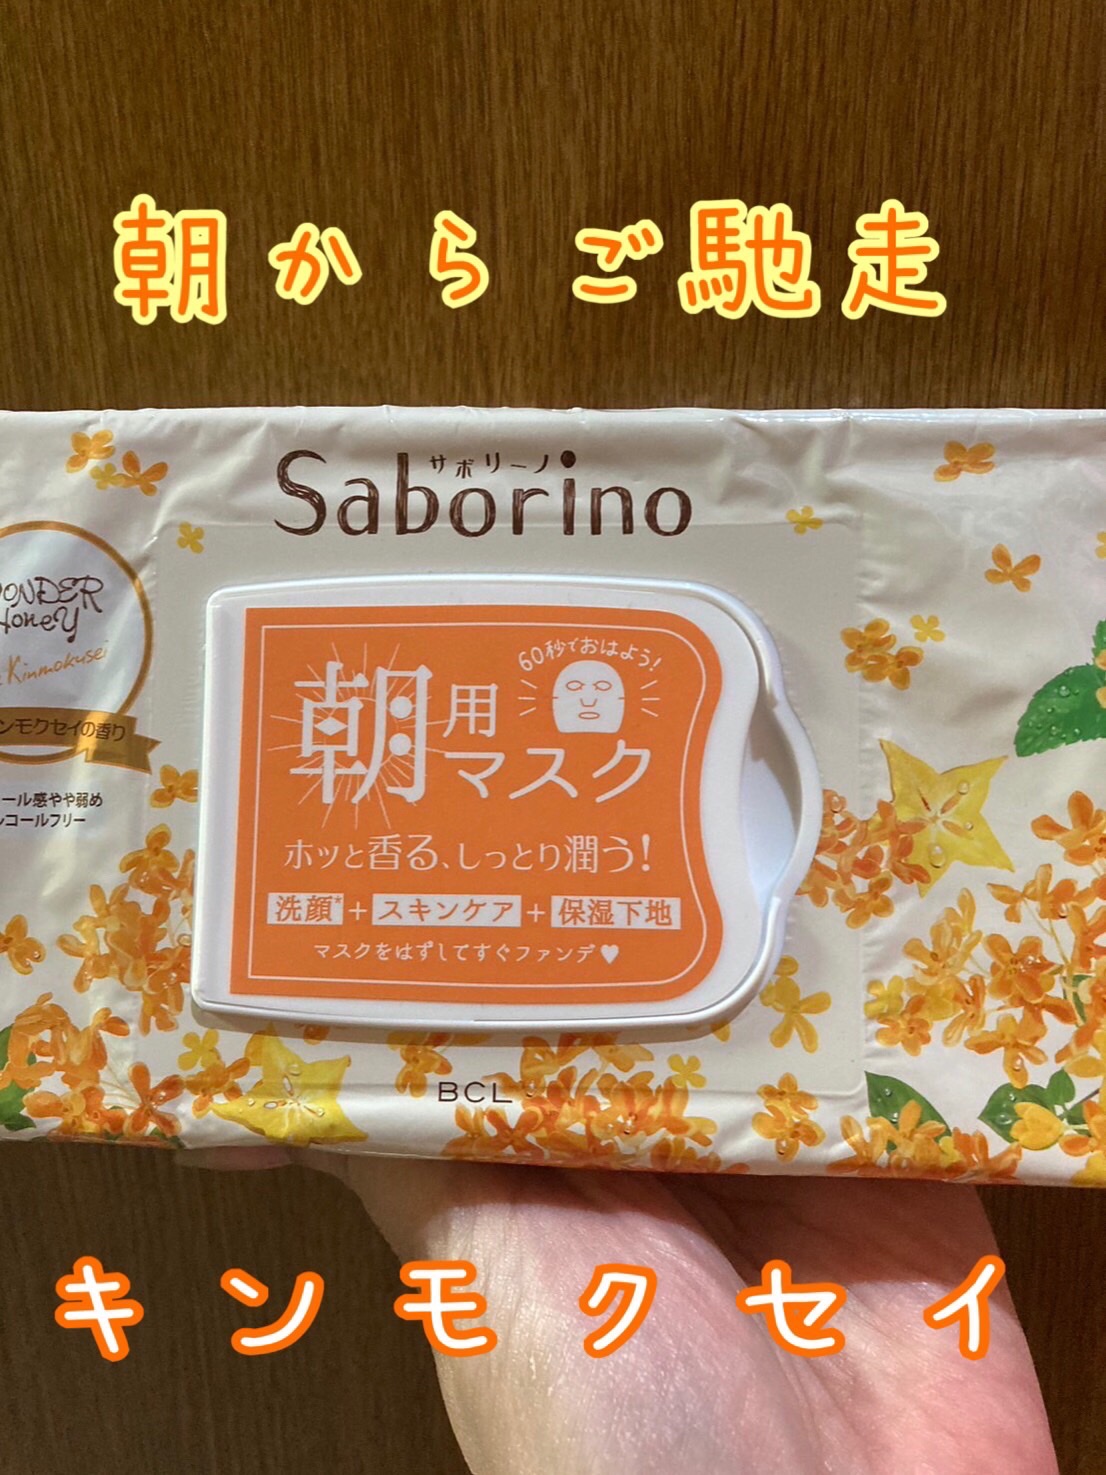 朝からご馳走
サボリーノ
Saborino
HoneY
Kinmokusei
ンモクセイの香り
ール感やや弱め
コールフリー
60秒でおはよう!
朝用マスク
ホッと香る、しっとり潤う!
洗顔*+スキンケア+保湿下地
マスクをはずしてすぐファンデ♥
BCL
キンモクセイ